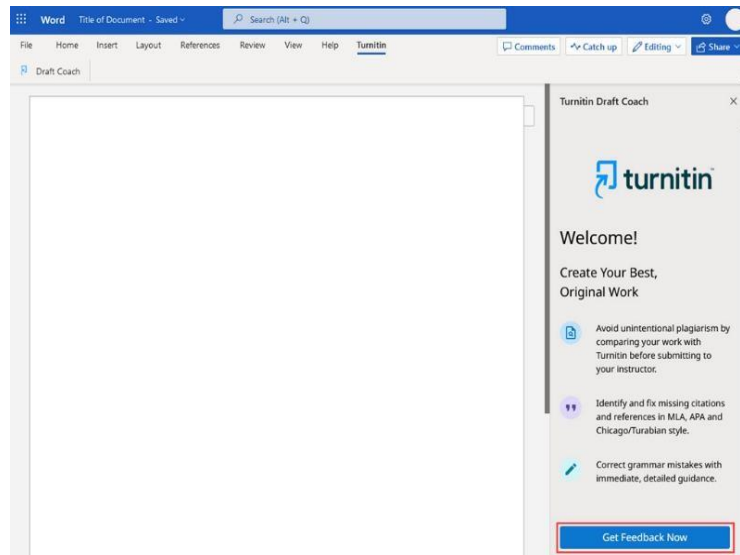 Word Title of Document - Saved Search (Alt + Q)
File Home Insert Layout References Review View Help Turnitin Comments Catch up Editing Share
Draft Coach
Turnitin Draft Coach
turnitin
Welcome!
Create Your Best,
Original Work
Avoid unintentional plagiarism by
comparing your work with
Turnitin before submitting to
your instructor.
Identify and fix missing citations
and references in MLA, APA and
Chicago/Turabian style.
Correct grammar mistakes with
immediate, detailed guidance.
Get Feedback Now